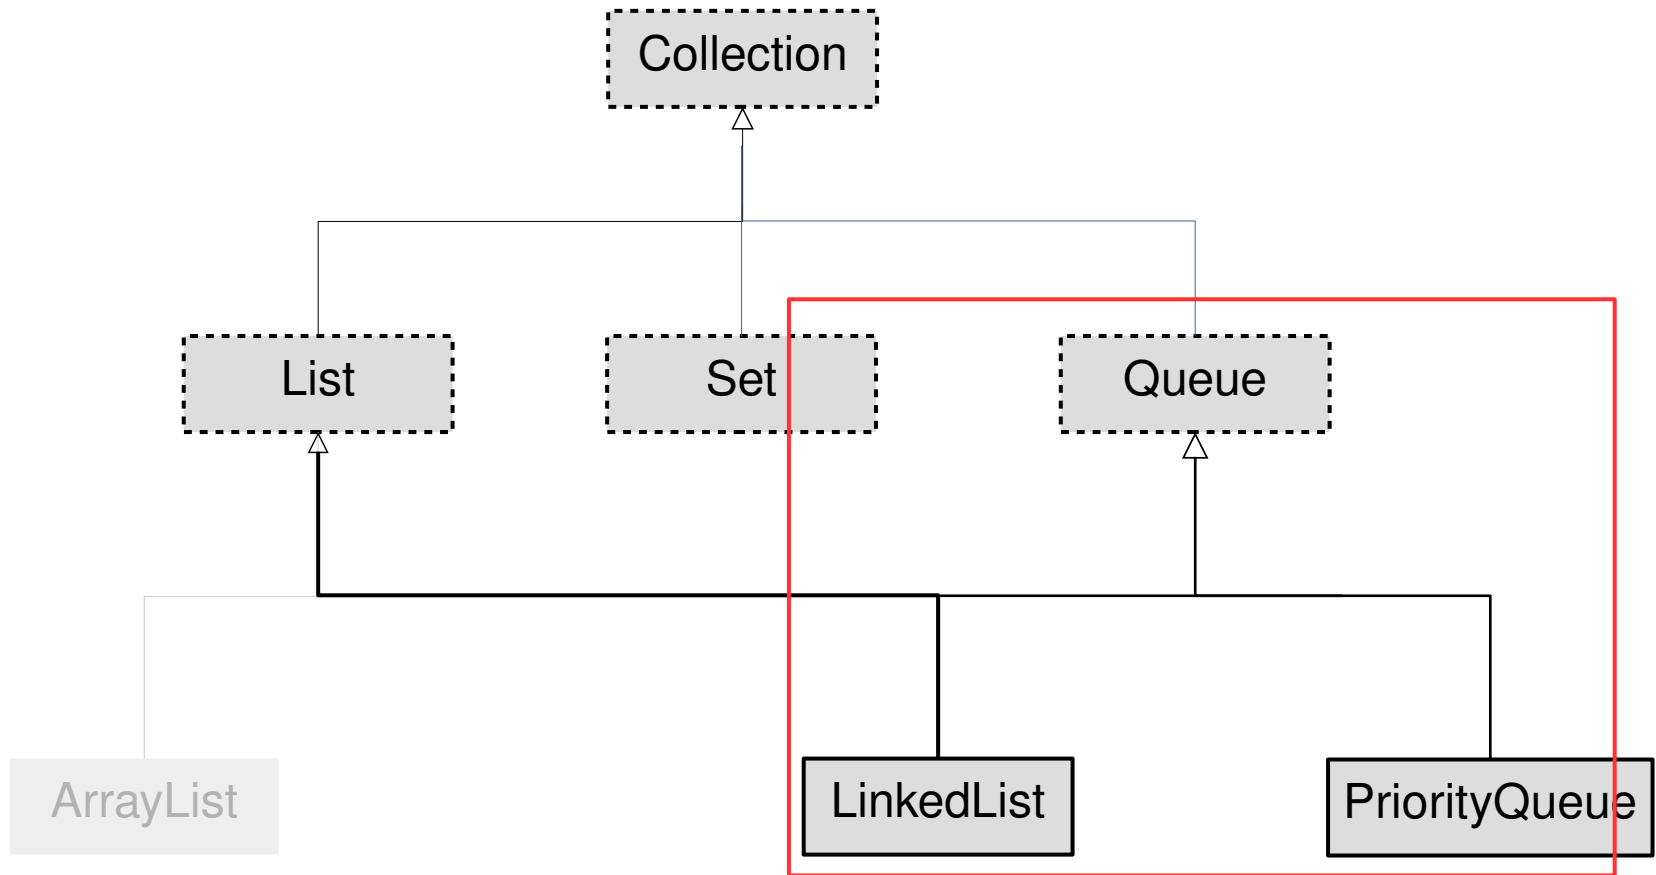 Collection
List
Set
Queue
ArrayList
LinkedList
PriorityQueue